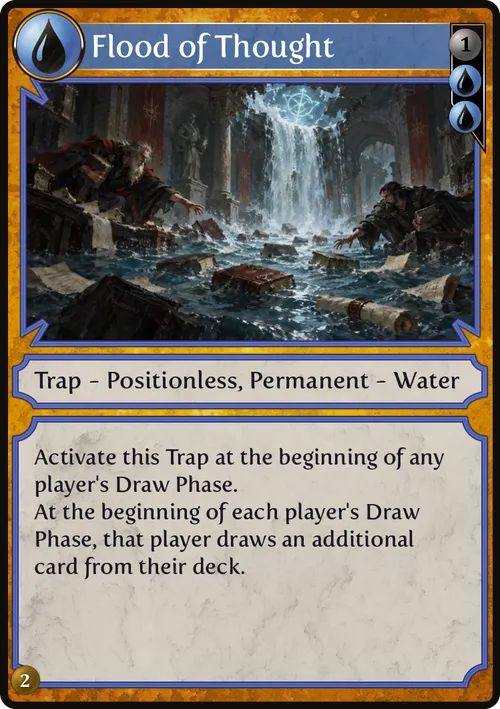 Flood of Thought
1
Trap - Positionless, Permanent - Water
Activate this Trap at the beginning of any
player's Draw Phase.
At the beginning of each player's Draw
Phase, that player draws an additional
card from their deck.
2